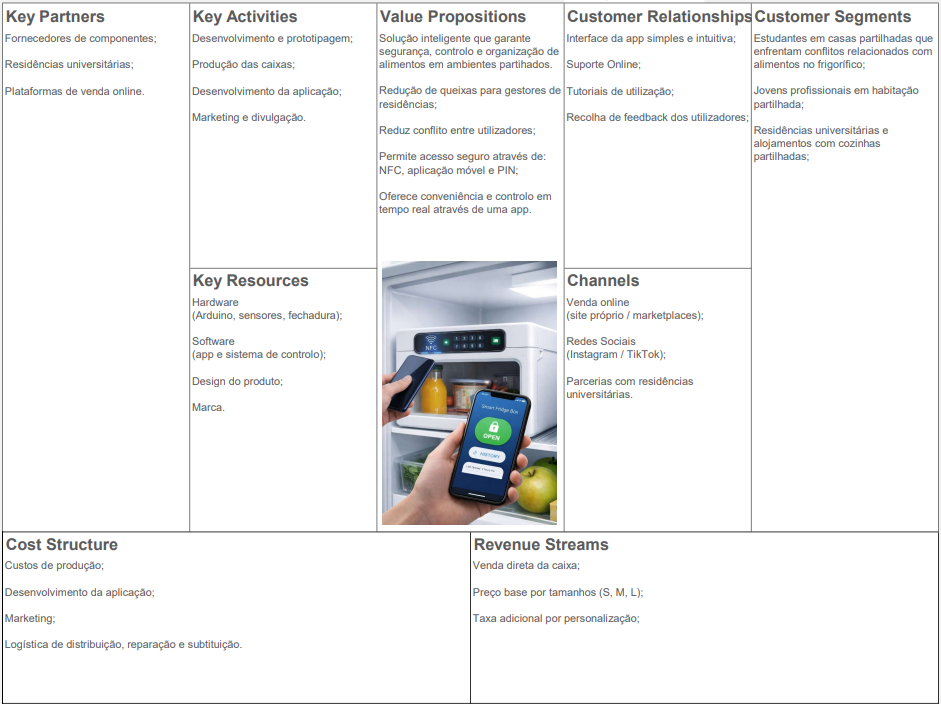 Key Partners
Fornecedores de componentes;
Residências universitárias;
Plataformas de venda online.
Key Activities
Desenvolvimento e prototipagem;
Produção das caixas;
Desenvolvimento da aplicação;
Marketing e divulgação.
Key Resources
Hardware
(Arduino, sensores, fechadura);
Software
(app e sistema de controlo);
Design do produto;
Marca.
Value Propositions
Solução inteligente que garante
segurança, controlo e organização de
alimentos em ambientes partihados.
Redução de queixas para gestores de
residências;
Reduz conflito entre utilizadores;
Permite acesso seguro através de:
NFC, aplicação móvel e PIN;
Oferece conveniência e controlo em
tempo real através de uma app.
NFC
Smart Fridge Box
OPEN
HISTORY
Customer Relationships
Interface da app simples e intuitiva;
Suporte Online;
Tutoriais de utilização;
Recolha de feedback dos utilizadores;
Channels
Venda online
(site próprio / marketplaces);
Redes Sociais
(Instagram / TikTok);
Parcerias com residências
universitárias.
Customer Segments
Estudantes em casas partilhadas que
enfrentam conflitos relacionados com
alimentos no frigorífico;
Jovens profissionais em habitação
partilhada;
Residências universitárias e
alojamentos com cozinhas
partilhadas;
Cost Structure
Custos de produção;
Desenvolvimento da aplicação;
Marketing;
Logística de distribuição, reparação e subtituição.
Revenue Streams
Venda direta da caixa;
Preço base por tamanhos (S, M, L);
Taxa adicional por personalização;